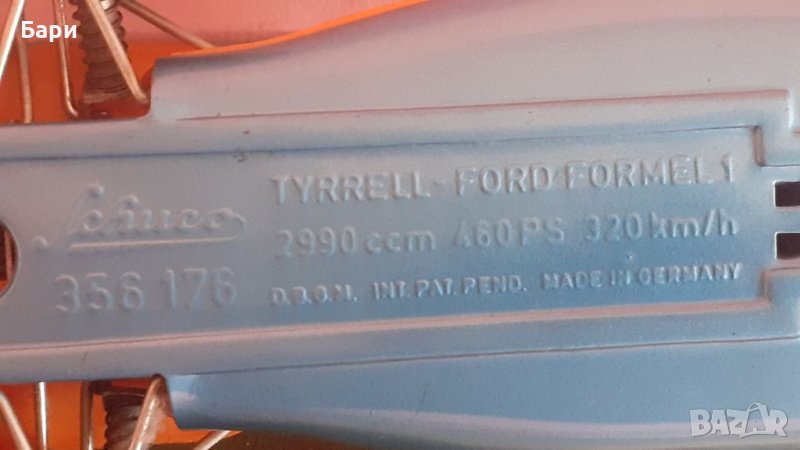 Бари
Schuco
356 176
TYRRELL-FORD/FORMEL 1
2990 ccm 460 PS 320 km/h
D.B.G.M. INT. PAT. PEND. MADE IN GERMANY
BAZAR